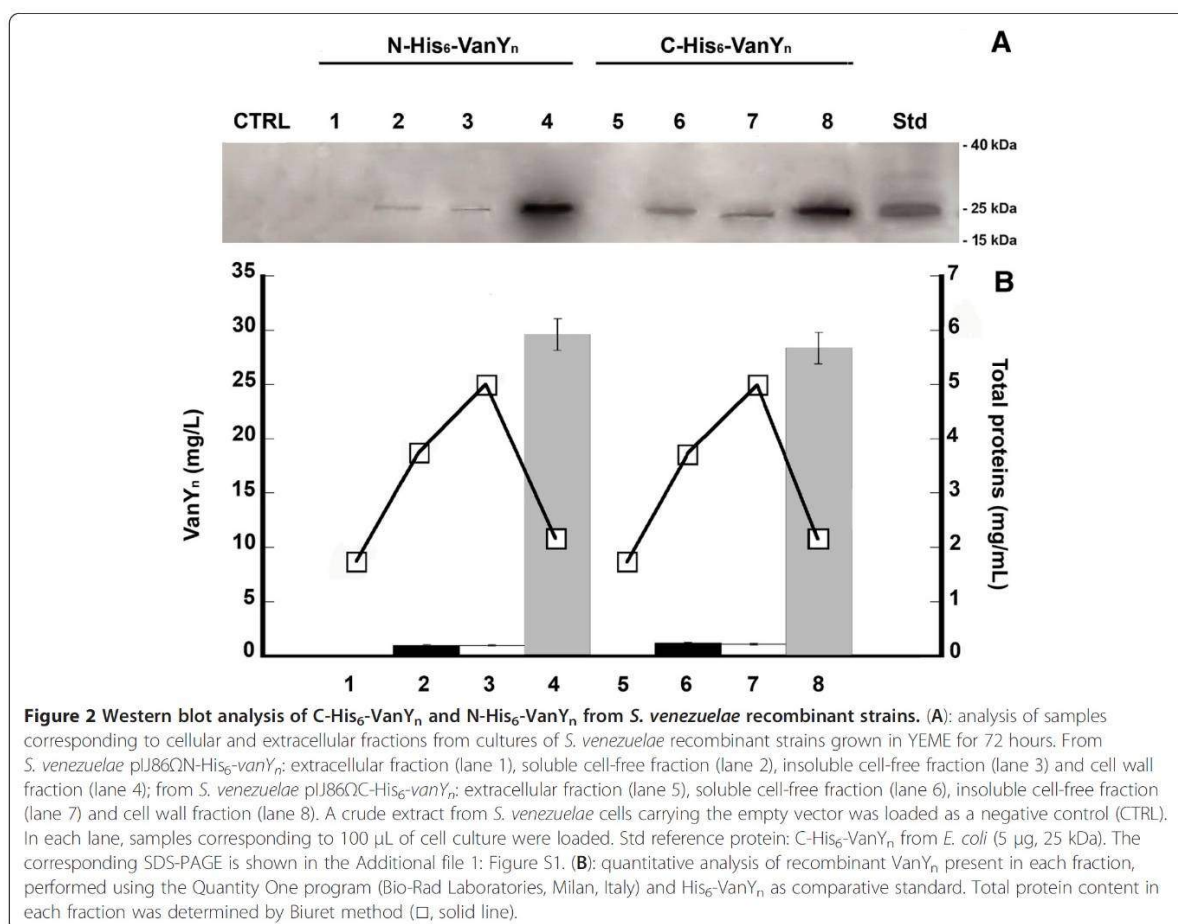 N-His₆-VanYₙ C-His₆-VanYₙ A
CTRL 1 2 3 4 5 6 7 8 Std
- 40 kDa
- 25 kDa
- 15 kDa
B
35 7
30 6
25 5
20 4
15 3
10 2
5 1
0 0
VanYₙ (mg/L)
Total proteins (mg/mL)
1 2 3 4 5 6 7 8
Figure 2 Western blot analysis of C-His₆-VanYₙ and N-His₆-VanYₙ from S. venezuelae recombinant strains. (A): analysis of samples
corresponding to cellular and extracellular fractions from cultures of S. venezuelae recombinant strains grown in YEME for 72 hours. From
S. venezuelae pIJ86ΩN-His₆-vanYₙ: extracellular fraction (lane 1), soluble cell-free fraction (lane 2), insoluble cell-free fraction (lane 3) and cell wall
fraction (lane 4); from S. venezuelae pIJ86ΩC-His₆-vanYₙ: extracellular fraction (lane 5), soluble cell-free fraction (lane 6), insoluble cell-free fraction
(lane 7) and cell wall fraction (lane 8). A crude extract from S. venezuelae cells carrying the empty vector was loaded as a negative control (CTRL).
In each lane, samples corresponding to 100 μL of cell culture were loaded. Std reference protein: C-His₆-VanYₙ from E. coli (5 μg, 25 kDa). The
corresponding SDS-PAGE is shown in the Additional file 1: Figure S1. (B): quantitative analysis of recombinant VanYₙ present in each fraction,
performed using the Quantity One program (Bio-Rad Laboratories, Milan, Italy) and His₆-VanYₙ as comparative standard. Total protein content in
each fraction was determined by Biuret method (□, solid line).